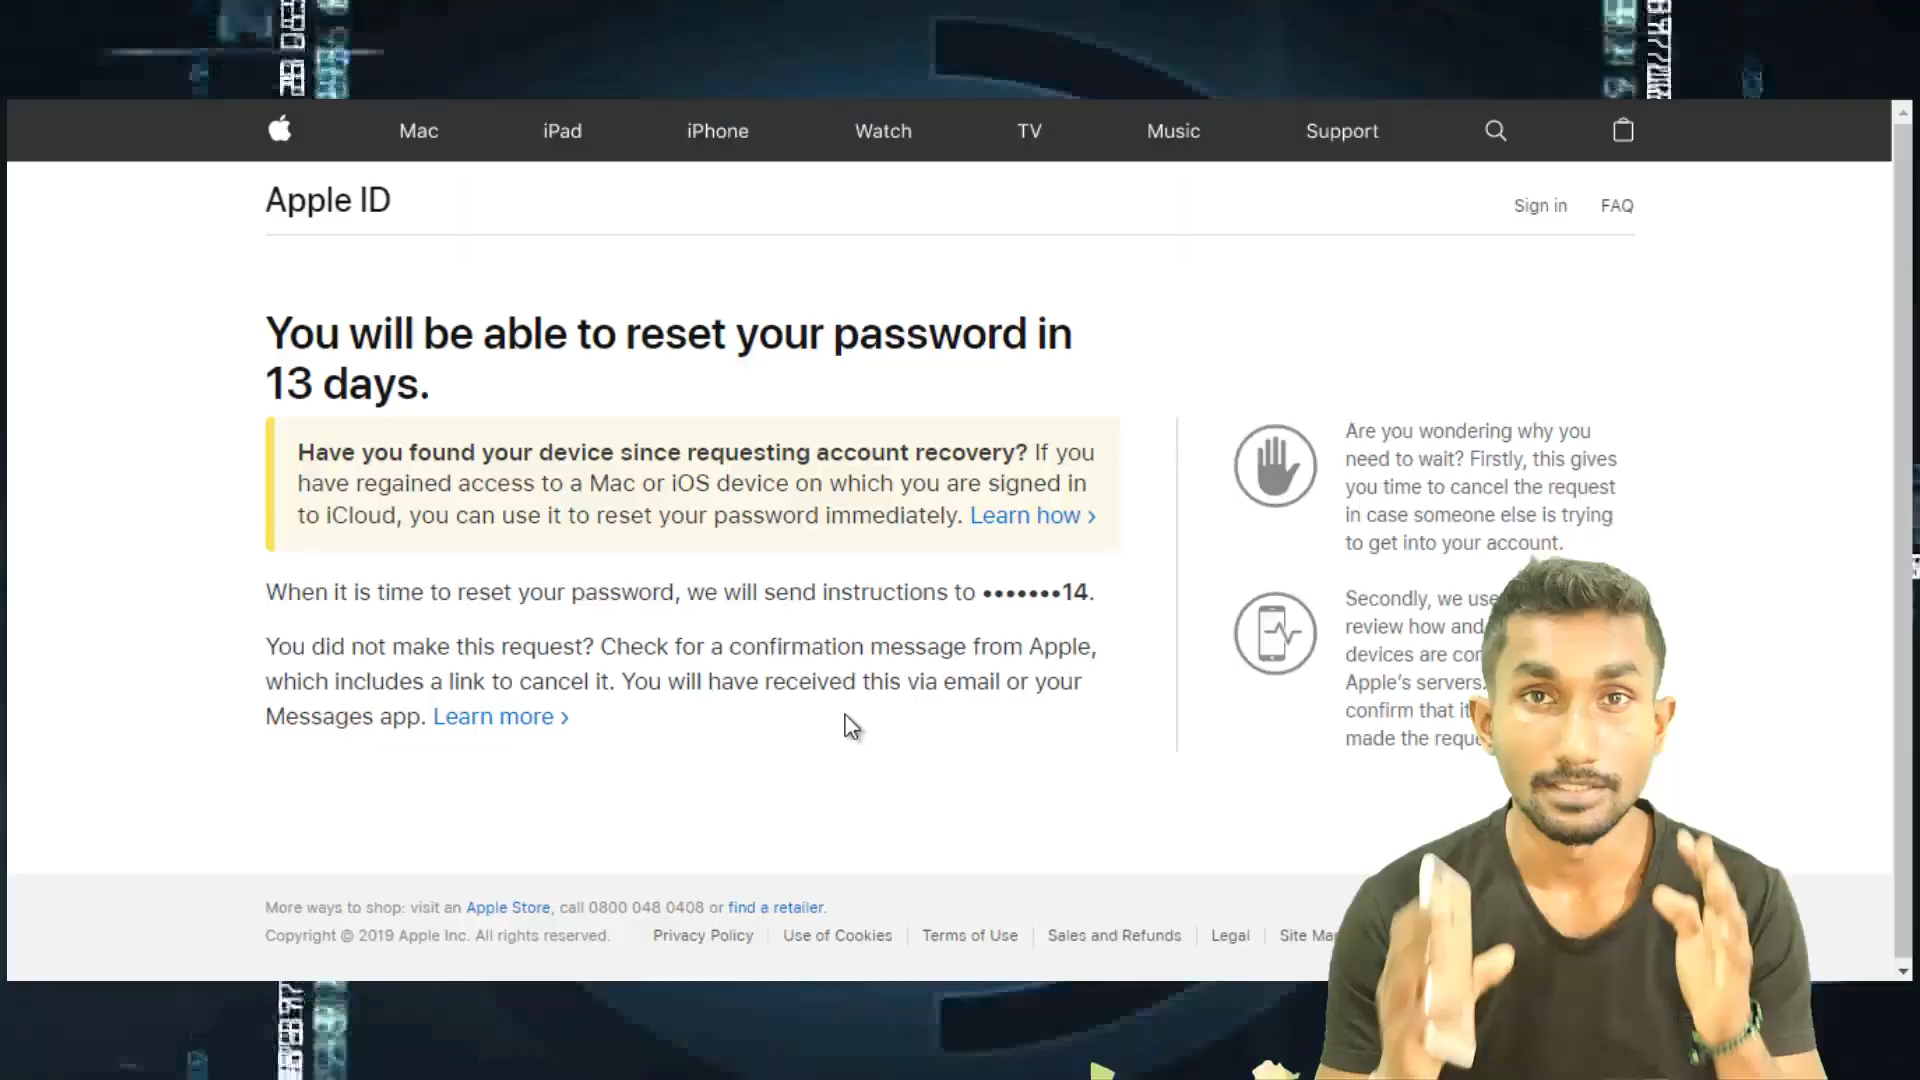 Mac iPad iPhone Watch TV Music Support
Apple ID
Sign in FAQ
You will be able to reset your password in
13 days.
Have you found your device since requesting account recovery? If you
have regained access to a Mac or iOS device on which you are signed in
to iCloud, you can use it to reset your password immediately. Learn how ›
When it is time to reset your password, we will send instructions to •••••••14.
You did not make this request? Check for a confirmation message from Apple,
which includes a link to cancel it. You will have received this via email or your
Messages app. Learn more ›
Are you wondering why you
need to wait? Firstly, this gives
you time to cancel the request
in case someone else is trying
to get into your account.
Secondly, we use
review how and
devices are
Apple's servers.
confirm that
made the
More ways to shop: visit an Apple Store, call 0800 048 0408 or find a retailer.
Copyright © 2019 Apple Inc. All rights reserved. Privacy Policy Use of Cookies Terms of Use Sales and Refunds Legal Site